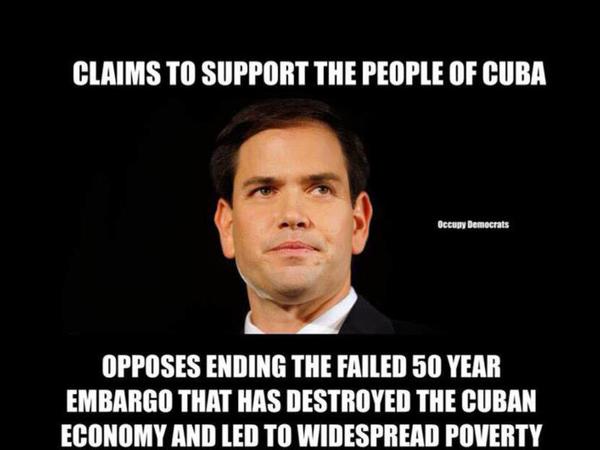 CLAIMS TO SUPPORT THE PEOPLE OF CUBA
Occupy Democrats
OPPOSES ENDING THE FAILED 50 YEAR
EMBARGO THAT HAS DESTROYED THE CUBAN
ECONOMY AND LED TO WIDESPREAD POVERTY